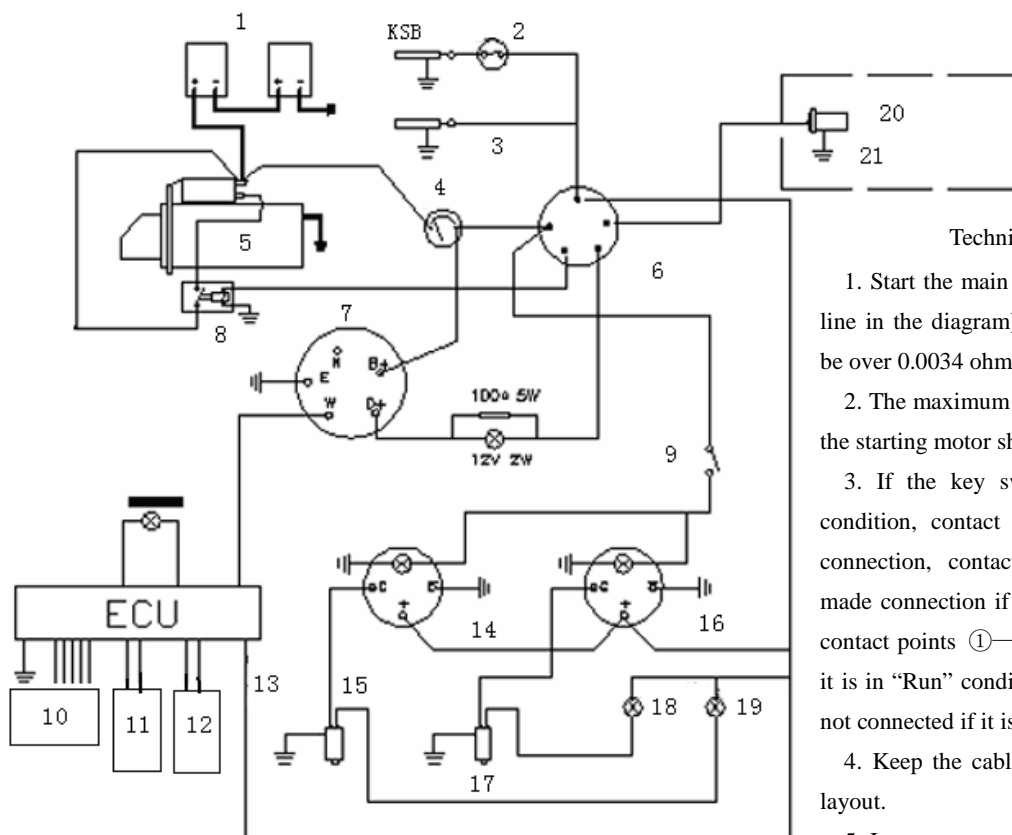 1
KSB
2
3
4
5
6
7
8
20
21
+ - + -
N
B+
E
W
D+
100Ω 5W
12V 2W
9
ECU
10
11
12
13
14
15
16
17
18
19
G
+
G
+
Techni
1. Start the main
line in the diagram)
be over 0.0034 ohm
2. The maximum
the starting motor sh
3. If the key sv
condition, contact
connection, contac
made connection if
contact points ①—
it is in “Run” condi
not connected if it is
4. Keep the cabl
layout.